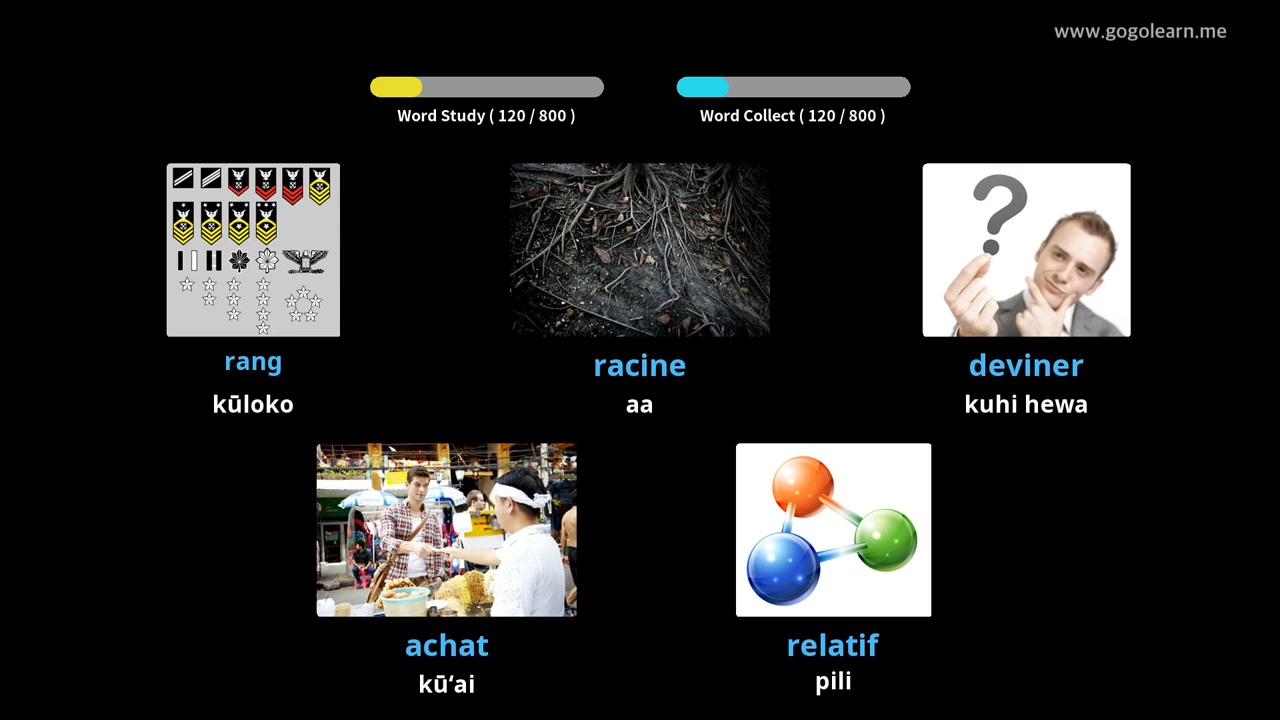 www.gogolearn.me
Word Study ( 120 / 800 )
Word Collect ( 120 / 800 )
rang
racine
deviner
kūloko
aa
kuhi hewa
achat
relatif
kūʻai
pili